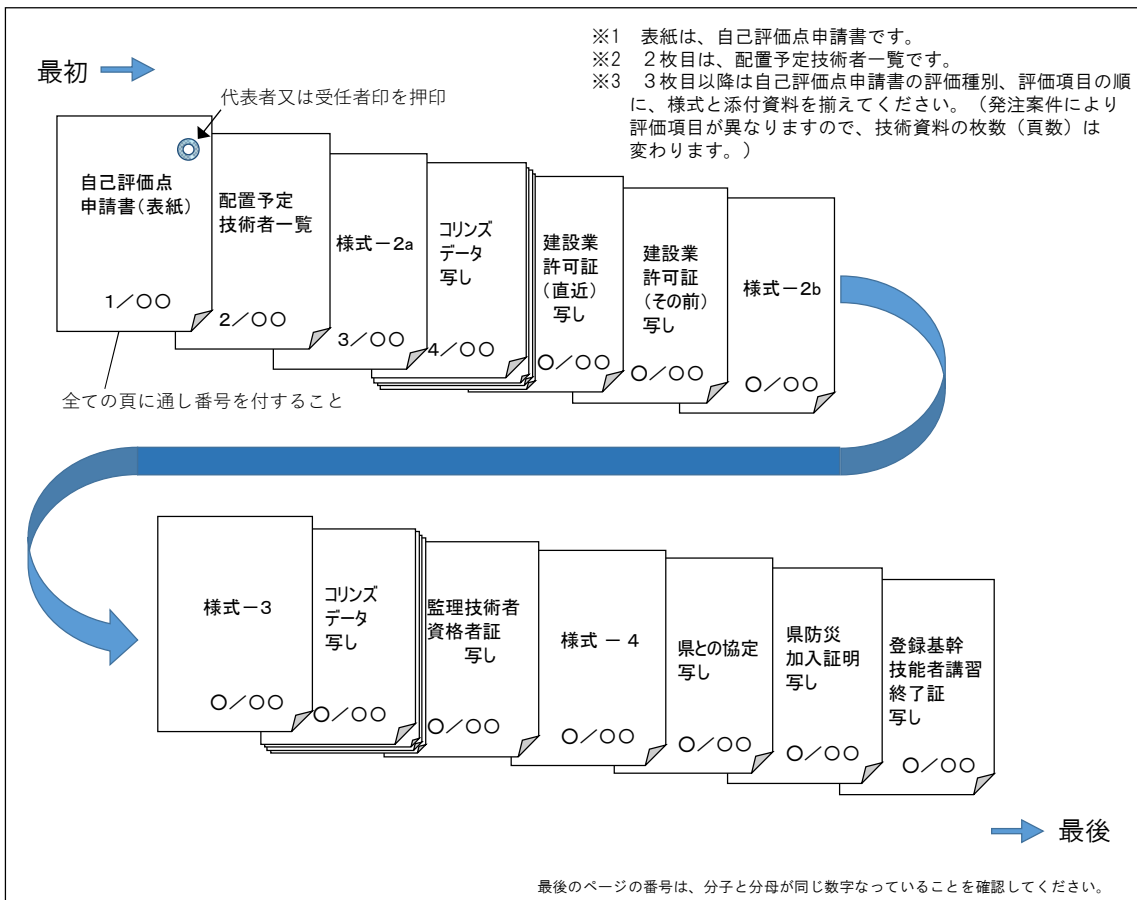 ※1 表紙は、自己評価点申請書です。
※2 2枚目は、配置予定技術者一覧です。
※3 3枚目以降は自己評価点申請書の評価種別、評価項目の順
に、様式と添付資料を揃えてください。（発注案件により
評価項目が異なりますので、技術資料の枚数（頁数）は
変わります。）
最初
代表者又は受任者印を押印
自己評価点
申請書（表紙）
1／〇〇
配置予定
技術者一覧
2／〇〇
様式－2a
3／〇〇
コリンズ
データ
写し
4／〇〇
建設業
許可証
（直近）
写し
〇／〇〇
建設業
許可証
（その前）
写し
〇／〇〇
様式－2b
〇／〇〇
全ての頁に通し番号を付すること
様式－3
〇／〇〇
コリンズ
データ
写し
〇／〇〇
監理技術者
資格者証
写し
〇／〇〇
様式 － 4
〇／〇〇
県との協定
写し
〇／〇〇
県防災
加入証明
写し
〇／〇〇
登録基幹
技能者講習
終了証
写し
〇／〇〇
最後
最後のページの番号は、分子と分母が同じ数字なっていることを確認してください。